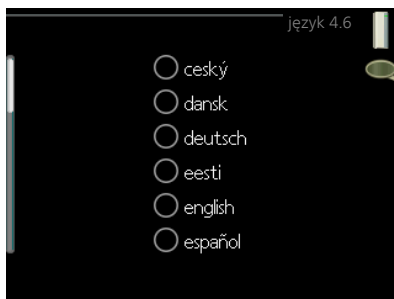 język 4.6
ceský
dansk
deutsch
eesti
english
español